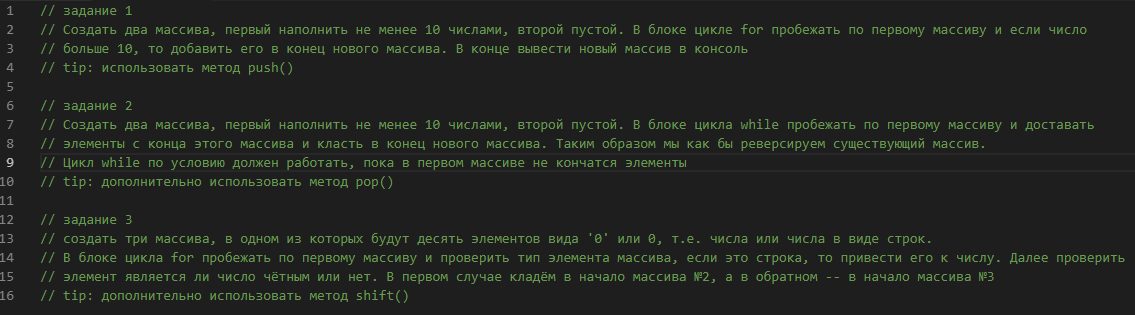 1 // задание 1
2 // Создать два массива, первый наполнить не менее 10 числами, второй пустой. В блоке цикле for пробежать по первому массиву и если число
3 // больше 10, то добавить его в конец нового массива. В конце вывести новый массив в консоль
4 // tip: использовать метод push()
5
6 // задание 2
7 // Создать два массива, первый наполнить не менее 10 числами, второй пустой. В блоке цикла while пробежать по первому массиву и доставать
8 // элементы с конца этого массива и класть в конец нового массива. Таким образом мы как бы реверсируем существующий массив.
9 // Цикл while по условию должен работать, пока в первом массиве не кончатся элементы
10 // tip: дополнительно использовать метод pop()
11
12 // задание 3
13 // создать три массива, в одном из которых будут десять элементов вида '0' или 0, т.е. числа или числа в виде строк.
14 // В блоке цикла for пробежать по первому массиву и проверить тип элемента массива, если это строка, то привести его к числу. Далее проверить
15 // элемент является ли число чётным или нет. В первом случае кладём в начало массива №2, а в обратном -- в начало массива №3
16 // tip: дополнительно использовать метод shift()